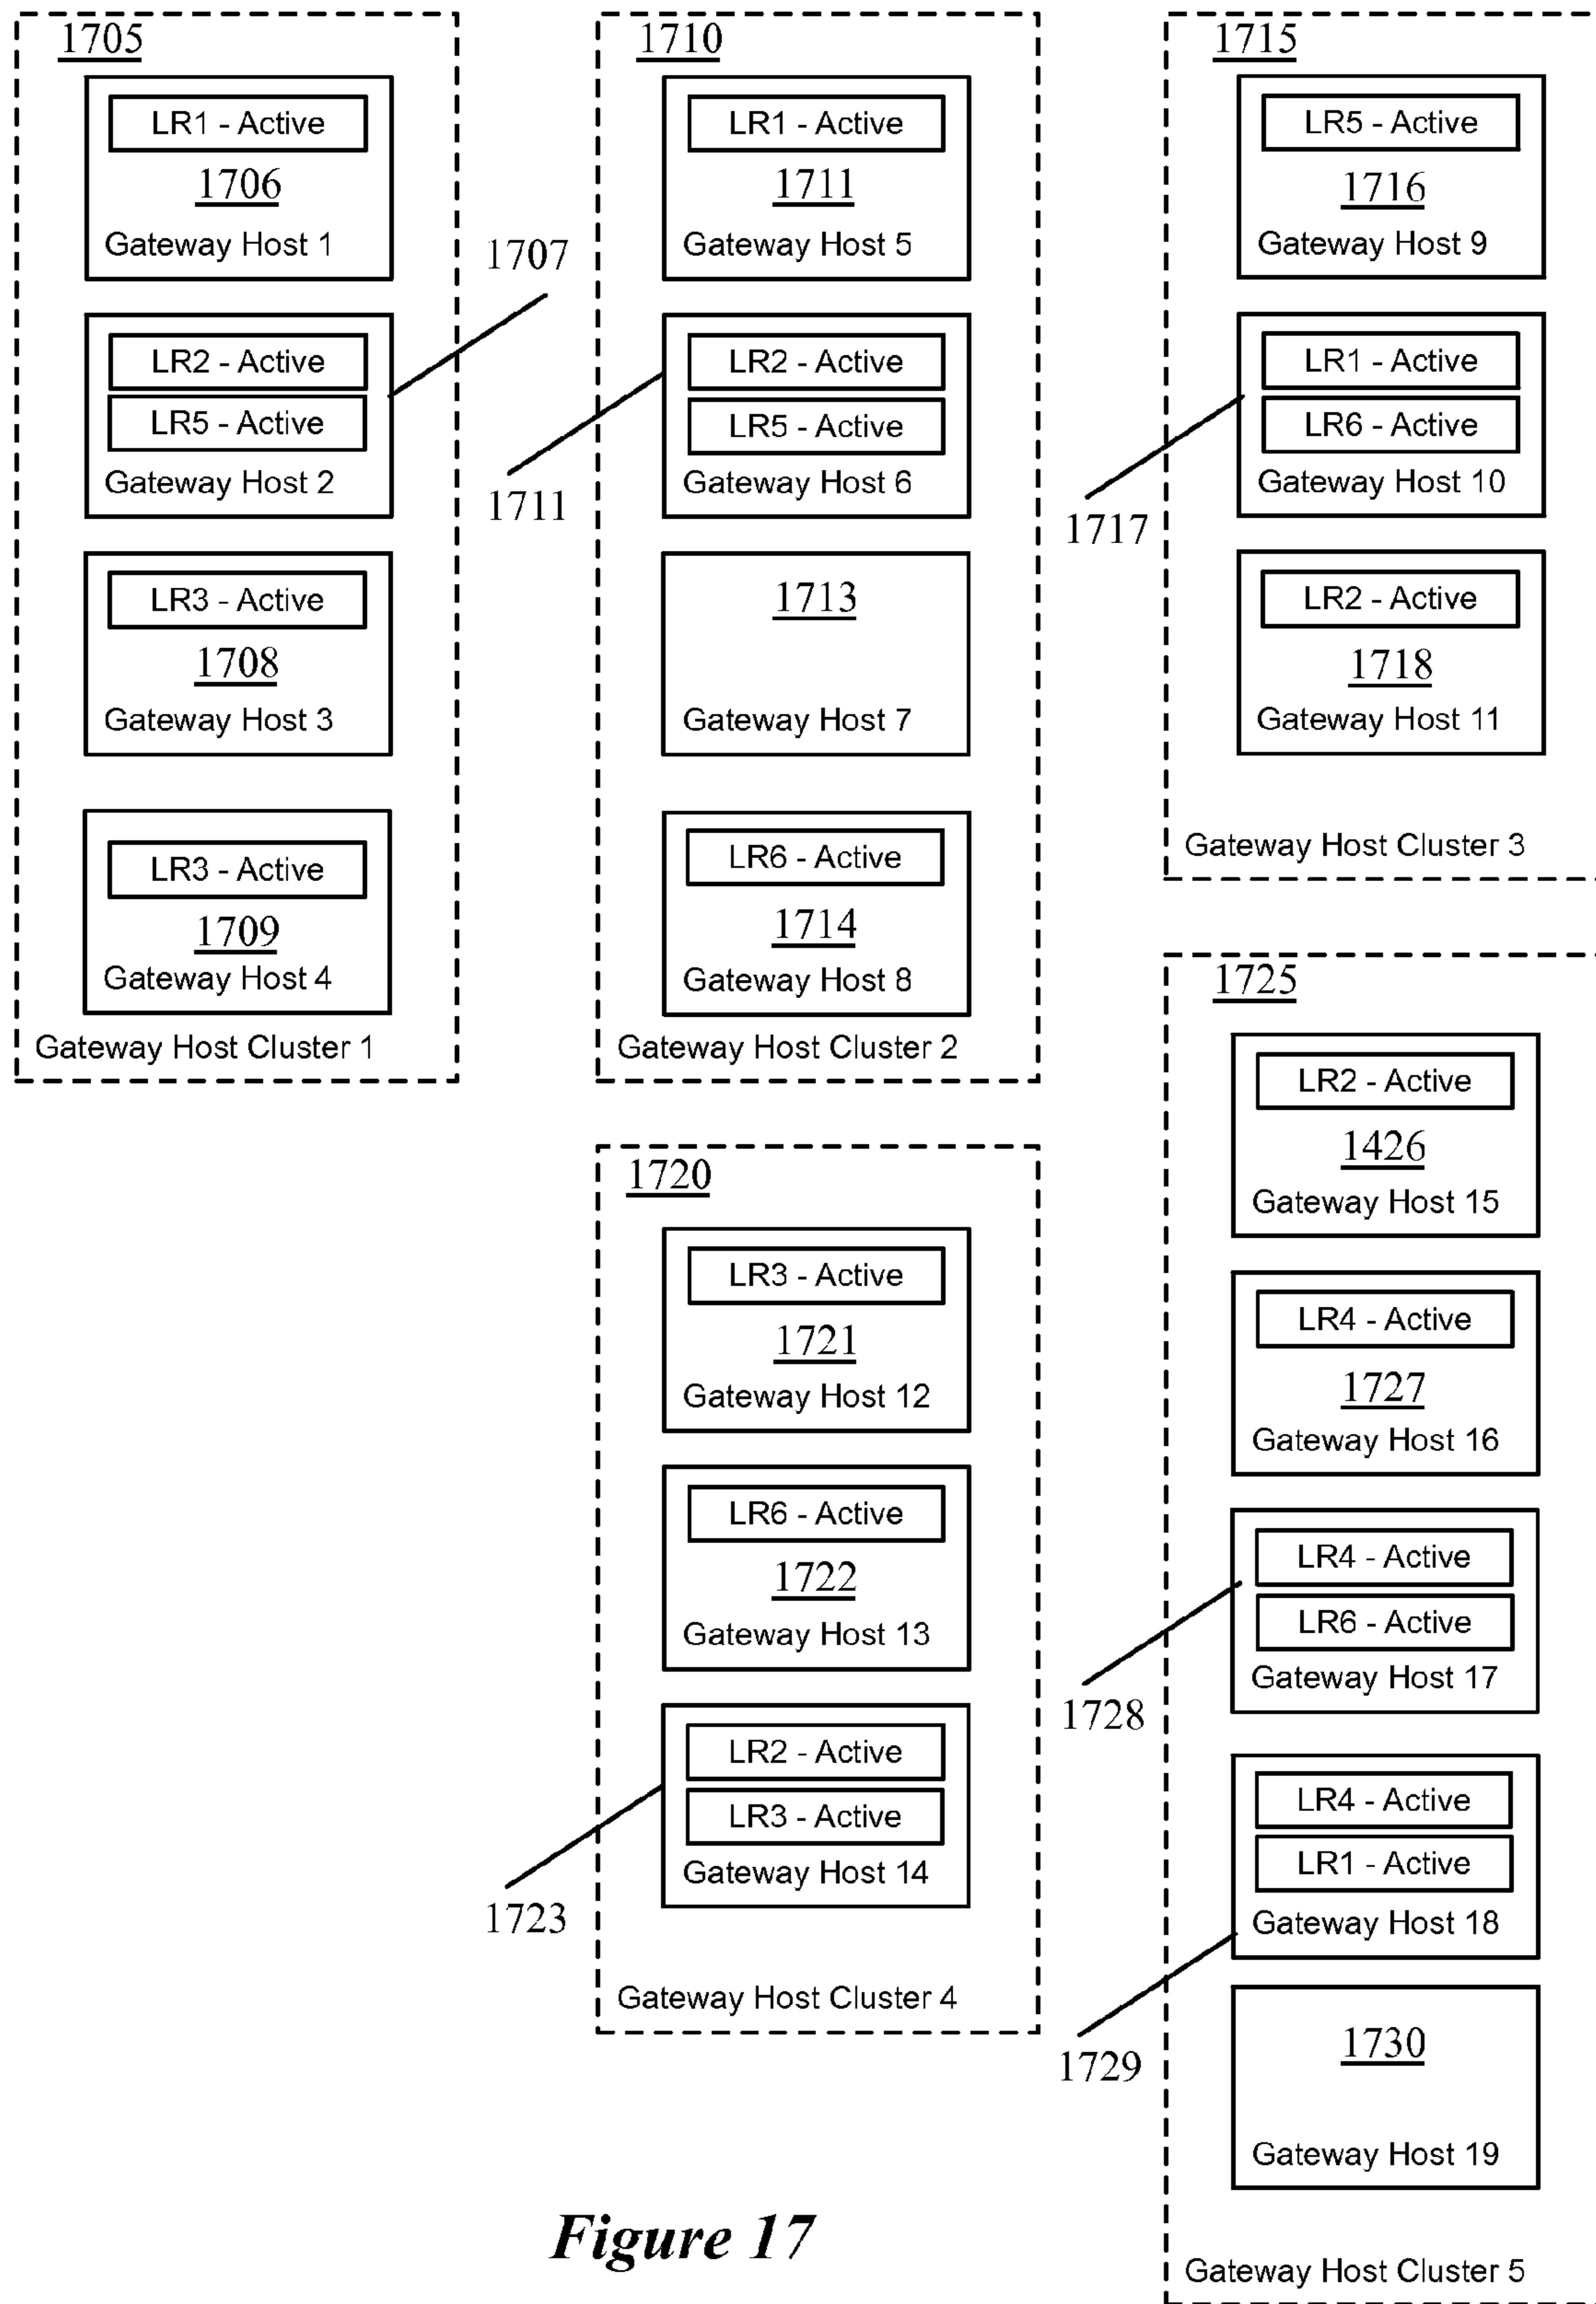 1705
LR1 - Active
1706
Gateway Host 1
1707
LR2 - Active
LR5 - Active
Gateway Host 2
LR3 - Active
1708
Gateway Host 3
LR3 - Active
1709
Gateway Host 4
Gateway Host Cluster 1
1710
LR1 - Active
1711
Gateway Host 5
LR2 - Active
LR5 - Active
Gateway Host 6
1711
1713
Gateway Host 7
LR6 - Active
1714
Gateway Host 8
Gateway Host Cluster 2
1715
LR5 - Active
1716
Gateway Host 9
LR1 - Active
LR6 - Active
Gateway Host 10
1717
LR2 - Active
1718
Gateway Host 11
Gateway Host Cluster 3
1720
LR3 - Active
1721
Gateway Host 12
LR6 - Active
1722
Gateway Host 13
LR2 - Active
LR3 - Active
Gateway Host 14
1723
Gateway Host Cluster 4
1725
LR2 - Active
1426
Gateway Host 15
LR4 - Active
1727
Gateway Host 16
LR4 - Active
LR6 - Active
Gateway Host 17
1728
LR4 - Active
LR1 - Active
Gateway Host 18
1729
1730
Gateway Host 19
Gateway Host Cluster 5
Figure 17